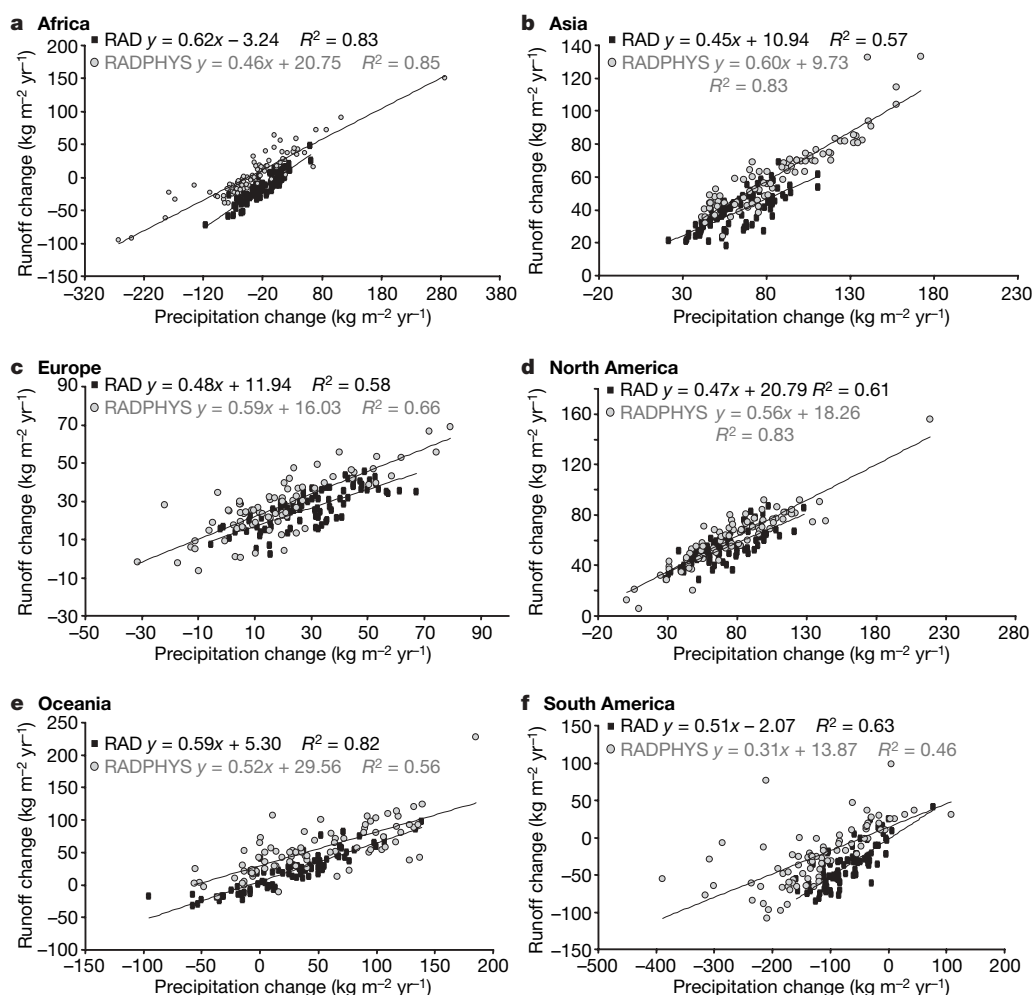 a Africa
RAD y = 0.62x – 3.24 R² = 0.83
RADPHYS y = 0.46x + 20.75 R² = 0.85
Runoff change (kg m⁻² yr⁻¹)
200
150
100
50
0
–50
–100
–150
–320 –220 –120 –20 80 180 280 380
Precipitation change (kg m⁻² yr⁻¹)
b Asia
RAD y = 0.45x + 10.94 R² = 0.57
RADPHYS y = 0.60x + 9.73
R² = 0.83
Runoff change (kg m⁻² yr⁻¹)
140
120
100
80
60
40
20
0
–20 30 80 130 180 230
Precipitation change (kg m⁻² yr⁻¹)
c Europe
RAD y = 0.48x + 11.94 R² = 0.58
RADPHYS y = 0.59x + 16.03 R² = 0.66
Runoff change (kg m⁻² yr⁻¹)
90
70
50
30
10
–10
–30
–50 –30 –10 10 30 50 70 90
Precipitation change (kg m⁻² yr⁻¹)
d North America
RAD y = 0.47x + 20.79 R² = 0.61
RADPHYS y = 0.56x + 18.26
R² = 0.83
Runoff change (kg m⁻² yr⁻¹)
160
120
80
40
0
–20 30 80 130 180 230 280
Precipitation change (kg m⁻² yr⁻¹)
e Oceania
RAD y = 0.59x + 5.30 R² = 0.82
RADPHYS y = 0.52x + 29.56 R² = 0.56
Runoff change (kg m⁻² yr⁻¹)
250
200
150
100
50
0
–50
–100
–150 –100 –50 0 50 100 150 200
Precipitation change (kg m⁻² yr⁻¹)
f South America
RAD y = 0.51x – 2.07 R² = 0.63
RADPHYS y = 0.31x + 13.87 R² = 0.46
Runoff change (kg m⁻² yr⁻¹)
150
100
50
0
–50
–100
–150
–500 –400 –300 –200 –100 0 100 200
Precipitation change (kg m⁻² yr⁻¹)